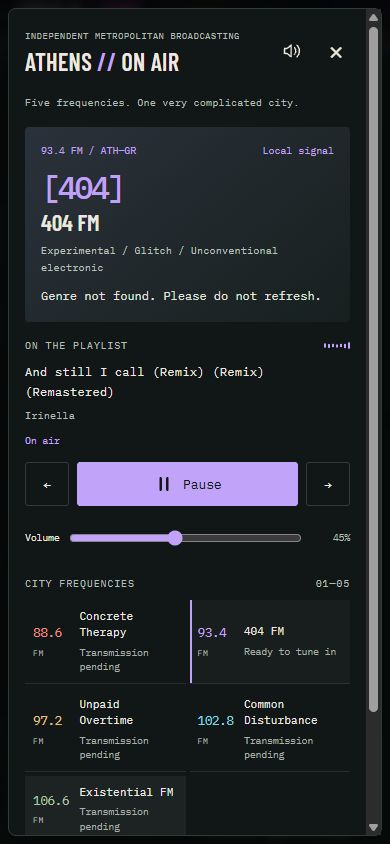 INDEPENDENT METROPOLITAN BROADCASTING
ATHENS // ON AIR
Five frequencies. One very complicated city.
93.4 FM / ATH—GR
Local signal
[404]
404 FM
Experimental / Glitch / Unconventional
electronic
Genre not found. Please do not refresh.
ON THE PLAYLIST
And still I call (Remix) (Remix)
(Remastered)
Irinella
On air
←
Pause
→
Volume
45%
CITY FREQUENCIES
01—05
88.6
FM
Concrete
Therapy
Transmission
pending
93.4
FM
404 FM
Ready to tune in
97.2
FM
Unpaid
Overtime
Transmission
pending
102.8
FM
Common
Disturbance
Transmission
pending
106.6
FM
Existential FM
Transmission
pending